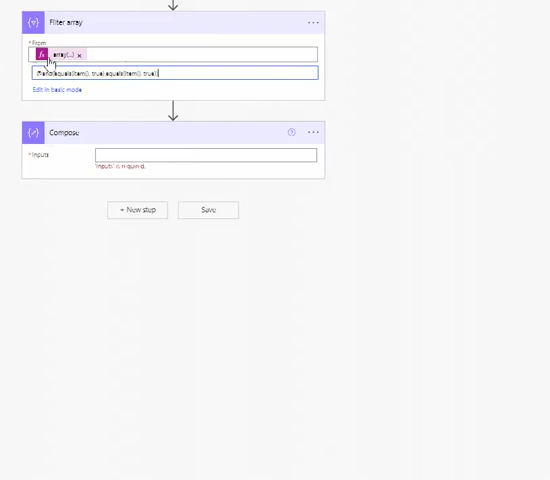 Filter array
* From
fx array(...) ×
equals(item(), true),equals(item(), true))
Edit in basic mode
Compose
* Inputs
'Inputs' is required.
+ New step
Save